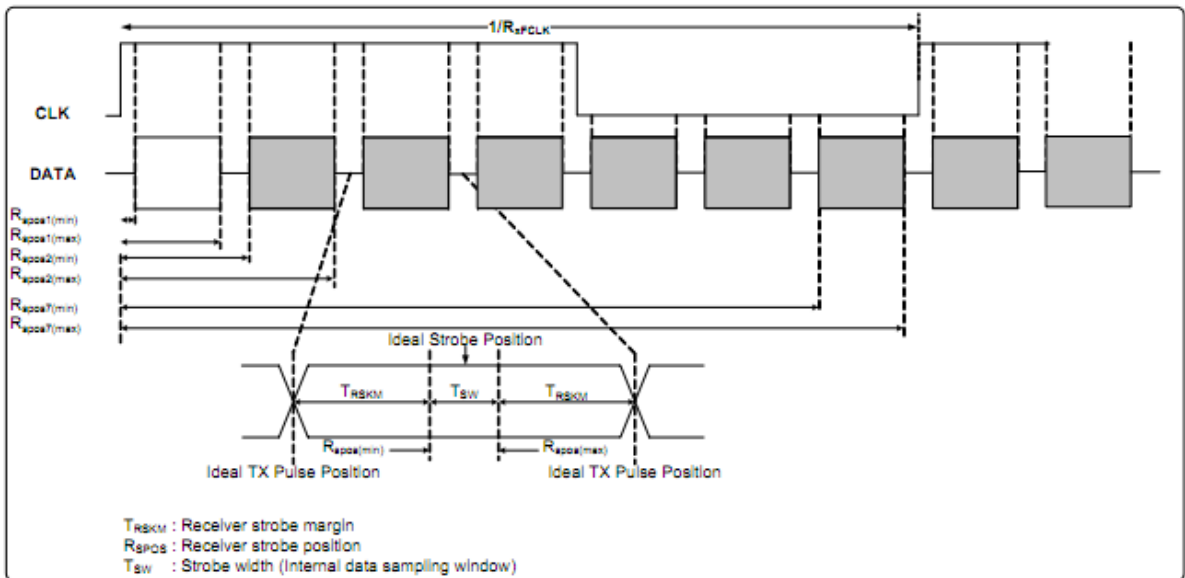 1/RsPCLK
CLK
DATA
Rspos1(min)
Rspos1(max)
Rspos2(min)
Rspos2(max)
Rspos7(min)
Rspos7(max)
Ideal Strobe Position
TRSKM TSW TRSKM
Rspos(min) Rspos(max)
Ideal TX Pulse Position Ideal TX Pulse Position
TRSKM : Receiver strobe margin
RSPOS : Receiver strobe position
TSW : Strobe width (Internal data sampling window)